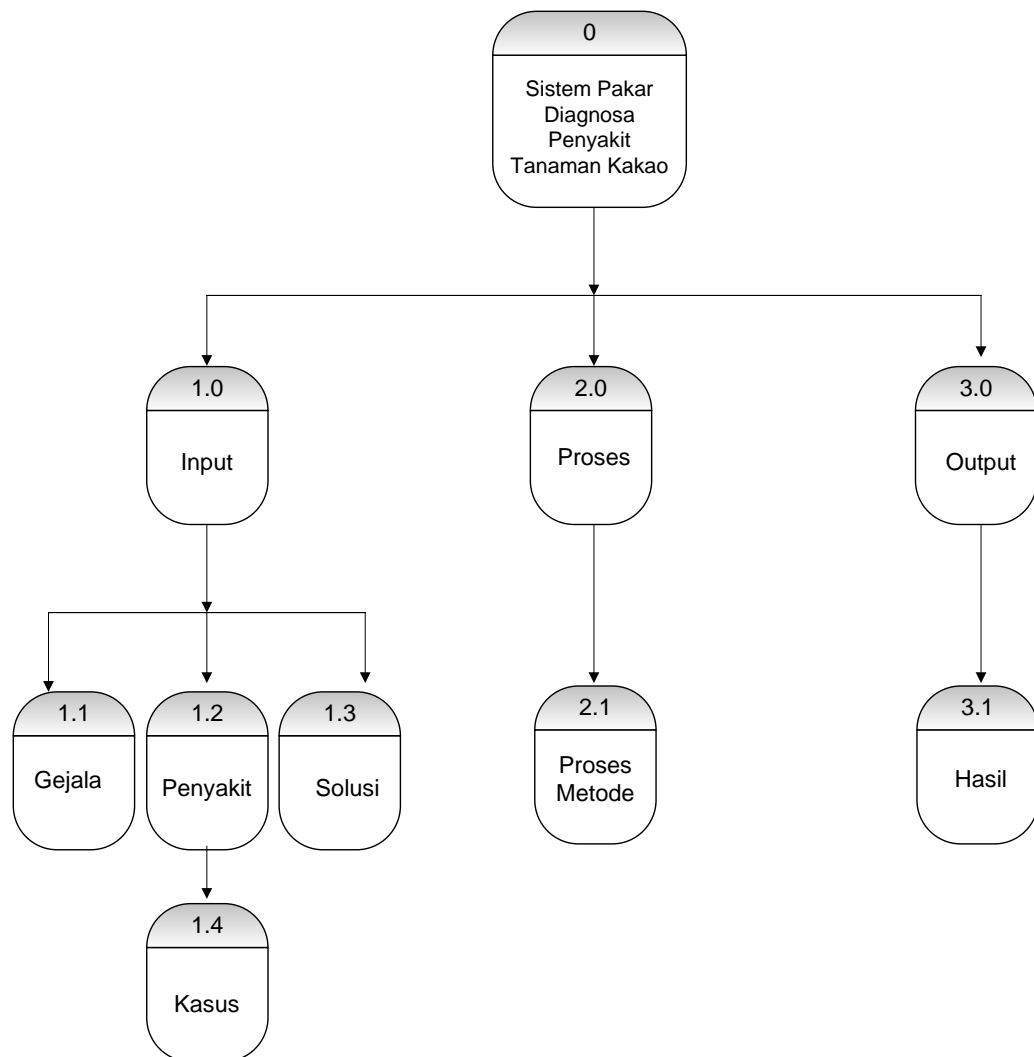 0
Sistem Pakar
Diagnosa
Penyakit
Tanaman Kakao
1.0
Input
2.0
Proses
3.0
Output
1.1
Gejala
1.2
Penyakit
1.3
Solusi
2.1
Proses
Metode
3.1
Hasil
1.4
Kasus